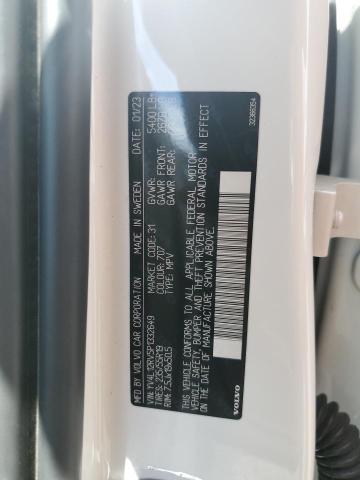 MFD BY VOLVO CAR CORPORATION MADE IN SWEDEN DATE: 01/23
VIN: YV4L12RV5P1332649 MARKET CODE: 31 GVWR: 5400 LB
TIRES: 235/55R19 COLOUR: 707 GAWR FRONT:
RIM: 7.5Jx19x50.5 TYPE: MPV GAWR REAR:
THIS VEHICLE CONFORMS TO ALL APPLICABLE FEDERAL MOTOR
VEHICLE SAFETY, BUMPER AND THEFT PREVENTION STANDARDS IN EFFECT
ON THE DATE OF MANUFACTURE SHOWN ABOVE.
VOLVO
32366354